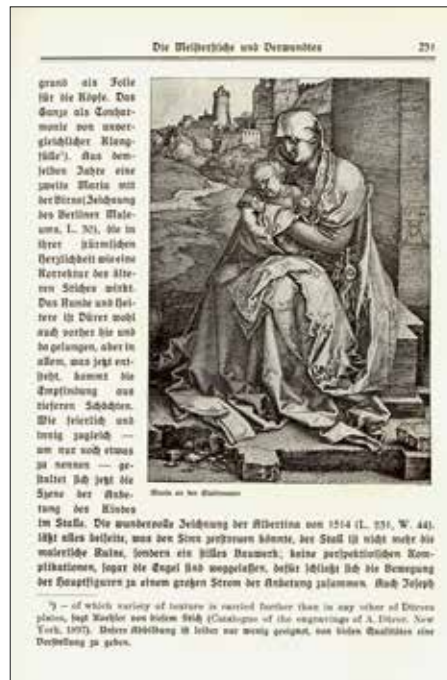 Die Meisterstiche und Verwandtes 251
grund als Folie
für die Köpfe. Das
Ganze als Tonhar-
monie von unver-
gleichlicher Klang-
fülle¹). Aus dem-
selben Jahre eine
zweite Maria mit
der Birne (Zeichnung
des Berliner Muse-
ums, L. 30), die in
ihrer stürmischen
Herzlichkeit wie eine
Korrektur des älte-
ren Stiches wirkt.
Das Runde und Hei-
tere ist Dürer wohl
auch vorher hie und
da gelungen, aber in
allem, was jetzt ent-
steht, kommt die
Empfindung aus
tieferen Schächten.
Wie feierlich und
innig zugleich —
um nur noch etwas
zu nennen — ge-
staltet sich jetzt die
Szene der Anbe-
tung des Kindes
Maria an der Stadtmauer
im Stalle. Die wundervolle Zeichnung der Albertina von 1514 (L. 251, W. 44)
läßt alles beiseite, was den Sinn zerstreuen könnte, der Stall ist nicht mehr die
malerische Ruine, sondern ein stilles Bauwerk, keine perspektivischen Kom-
plikationen, sogar die Engel sind weggelassen, dafür schließt sich die Bewegung
der Hauptfiguren zu einem großen Strom der Anbetung zusammen. Auch Joseph
¹) — of which variety of texture is carried further than in any other of Dürers
plates, sagt Koehler von diesem Stich (Catalogue of the engravings of A. Dürer. New
York, 1897). Unsere Abbildung ist leider nur wenig geeignet, von diesen Qualitäten eine
Vorstellung zu geben.